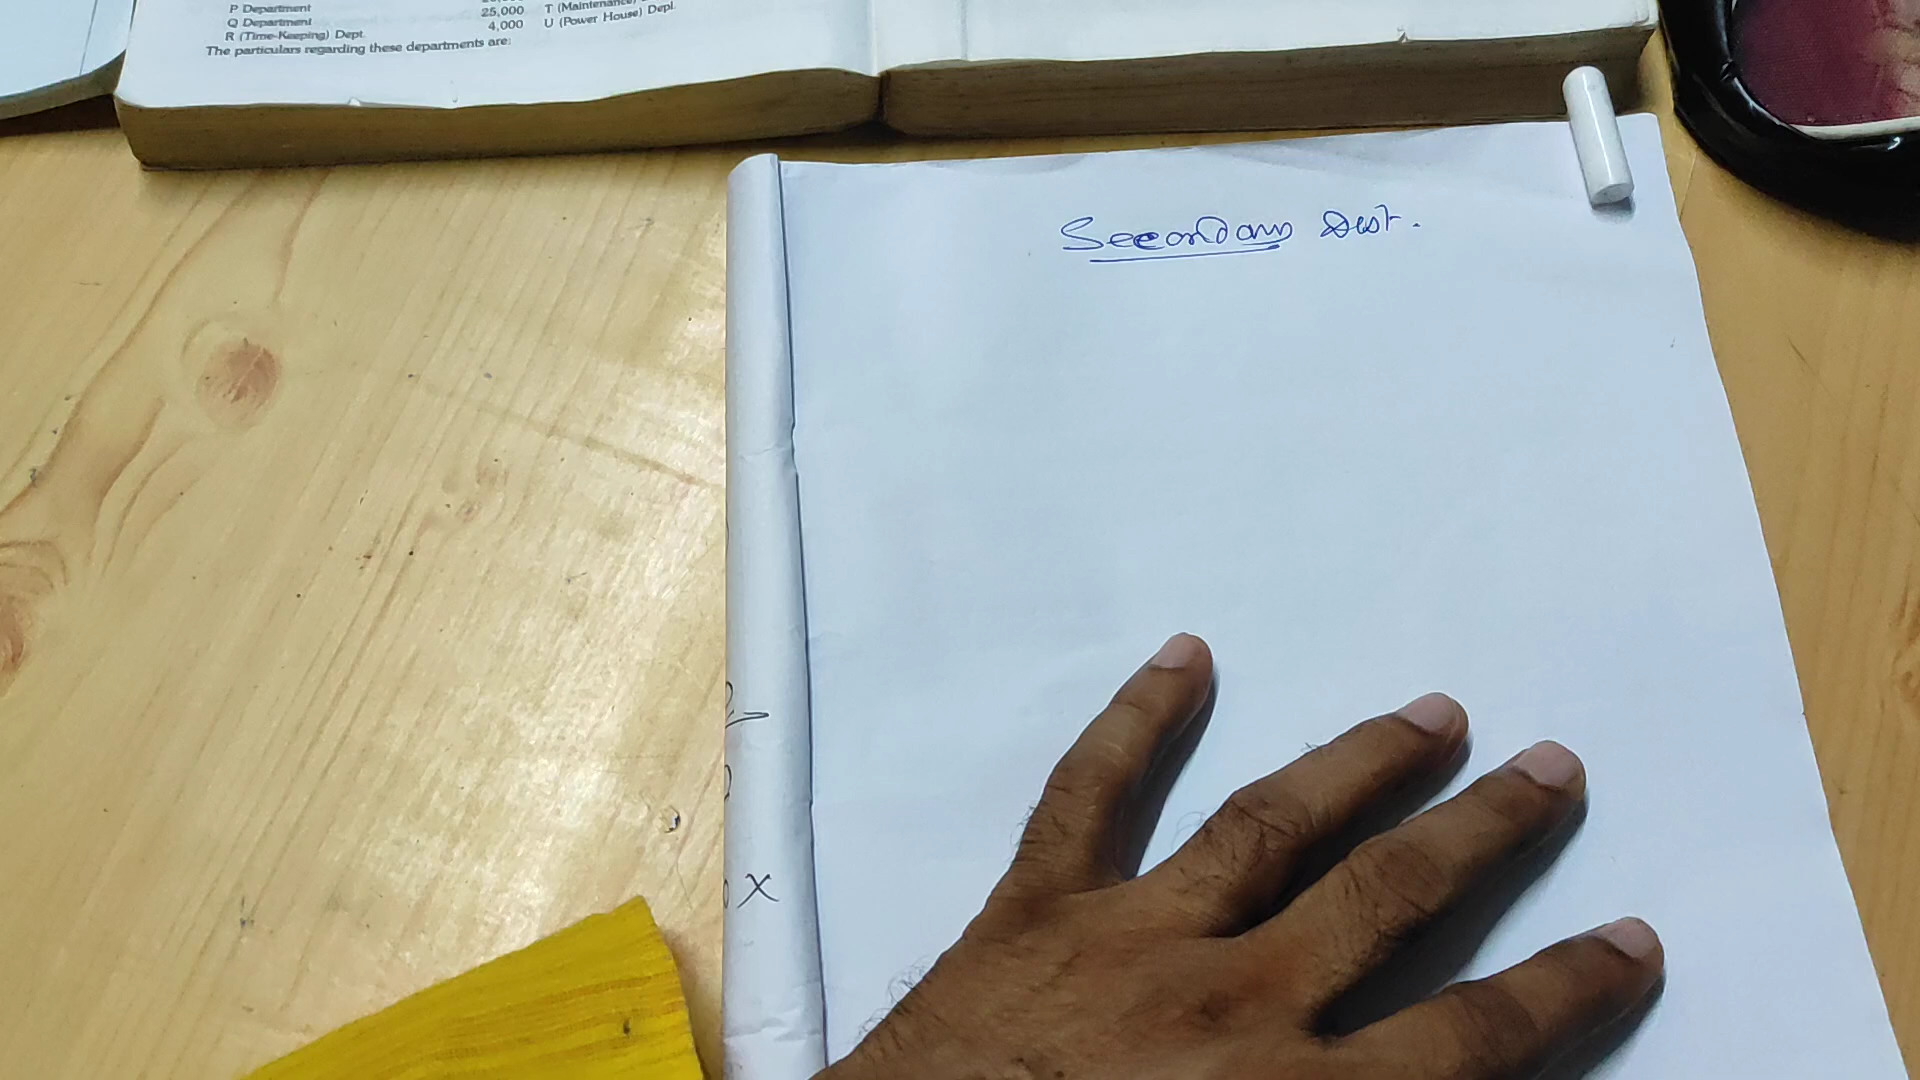 P Department
Q Department 25,000 T (Maintenance)
R (Time-Keeping) Dept. 4,000 U (Power House) Dept.
The particulars regarding these departments are:
Secondary Dist.
x